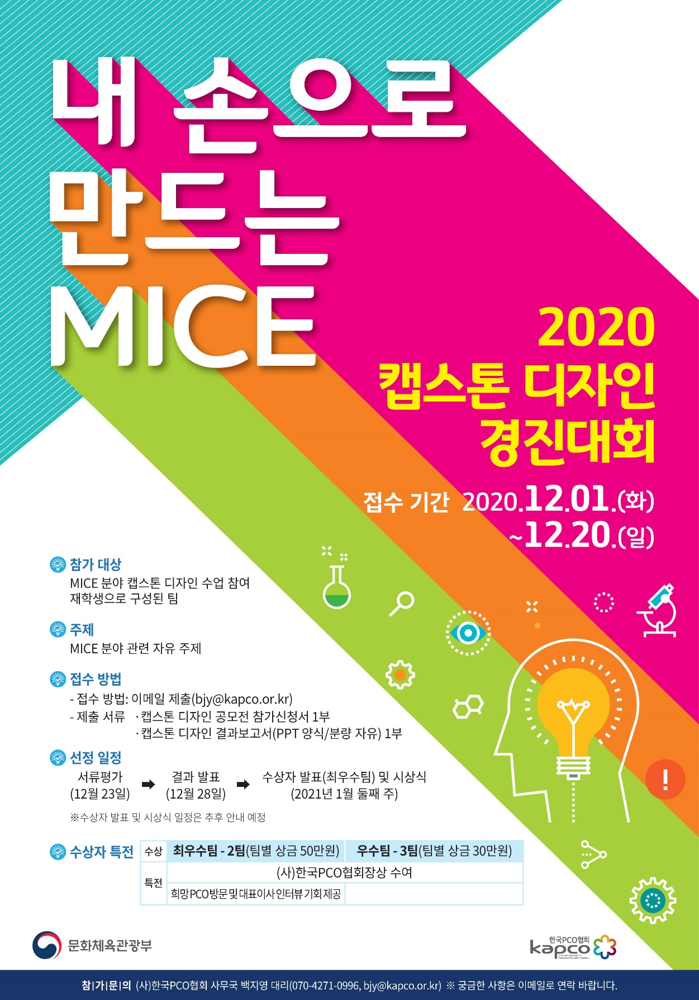 내 손으로
만드는
MICE
2020
캡스톤 디자인
경진대회
접수 기간 2020.12.01.(화)
~12.20.(일)
참가 대상
MICE 분야 캡스톤 디자인 수업 참여
재학생으로 구성된 팀
주제
MICE 분야 관련 자유 주제
접수 방법
- 접수 방법: 이메일 제출(bjy@kapco.or.kr)
- 제출 서류 ·캡스톤 디자인 공모전 참가신청서 1부
·캡스톤 디자인 결과보고서(PPT 양식/분량 자유) 1부
선정 일정
서류평가 ➡ 결과 발표 ➡ 수상자 발표(최우수팀) 및 시상식
(12월 23일) (12월 28일) (2021년 1월 둘째 주)
※수상자 발표 및 시상식 일정은 추후 안내 예정
수상자 특전 수상 최우수팀 - 2팀(팀별 상금 50만원) 우수팀 - 3팀(팀별 상금 30만원)
특전 (사)한국PCO협회장상 수여
희망PCO방문및대표이사인터뷰기회제공
!
문화체육관광부
한국PCO협회
kapco
The Korea Association of
Professional Convention Organizers
참|가|문|의 (사)한국PCO협회 사무국 백지영 대리(070-4271-0996, bjy@kapco.or.kr) ※ 궁금한 사항은 이메일로 연락 바랍니다.